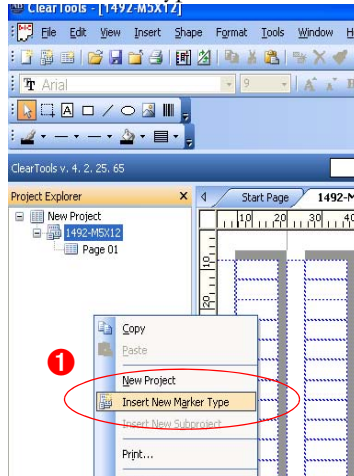 ClearTools - [1492-M5X12]
File Edit View Insert Shape Format Tools Window
Arial 9 A A
A
ClearTools v. 4. 2. 25. 65
Project Explorer x
Start Page 1492-M
New Project
1492-M5X12
Page 01
10 20 30 40
10
20
Copy
Paste
1
New Project
Insert New Marker Type
Insert New Subproject
Print...